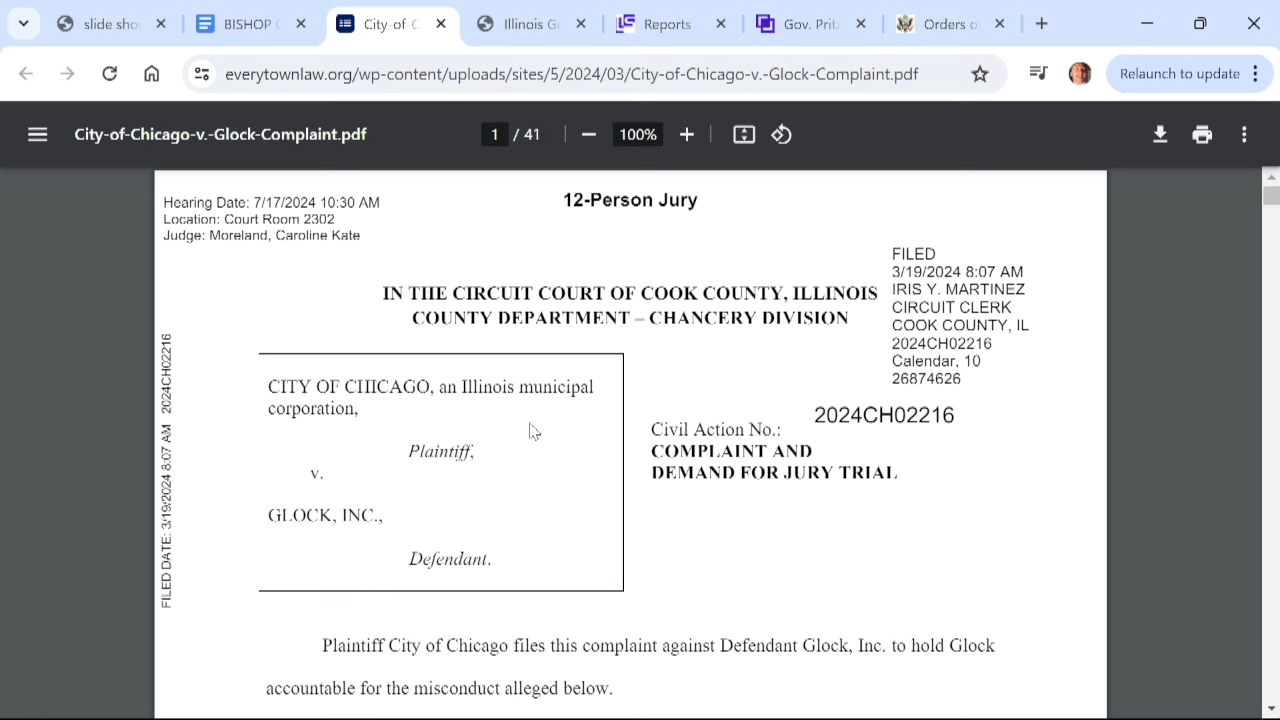 slide sho
BISHOP C
City-of-C
Illinois Ge
Reports
Gov. Prit
Orders o
everytownlaw.org/wp-content/uploads/sites/5/2024/03/City-of-Chicago-v.-Glock-Complaint.pdf
Relaunch to update
City-of-Chicago-v.-Glock-Complaint.pdf
1 / 41
100%
Hearing Date: 7/17/2024 10:30 AM
Location: Court Room 2302
Judge: Moreland, Caroline Kate
12-Person Jury
FILED
3/19/2024 8:07 AM
IRIS Y. MARTINEZ
CIRCUIT CLERK
COOK COUNTY, IL
2024CH02216
Calendar, 10
26874626
IN THE CIRCUIT COURT OF COOK COUNTY, ILLINOIS
COUNTY DEPARTMENT – CHANCERY DIVISION
FILED DATE: 3/19/2024 8:07 AM 2024CH02216
CITY OF CHICAGO, an Illinois municipal
corporation,
Plaintiff,
v.
GLOCK, INC.,
Defendant.
2024CH02216
Civil Action No.:
COMPLAINT AND
DEMAND FOR JURY TRIAL
Plaintiff City of Chicago files this complaint against Defendant Glock, Inc. to hold Glock
accountable for the misconduct alleged below.